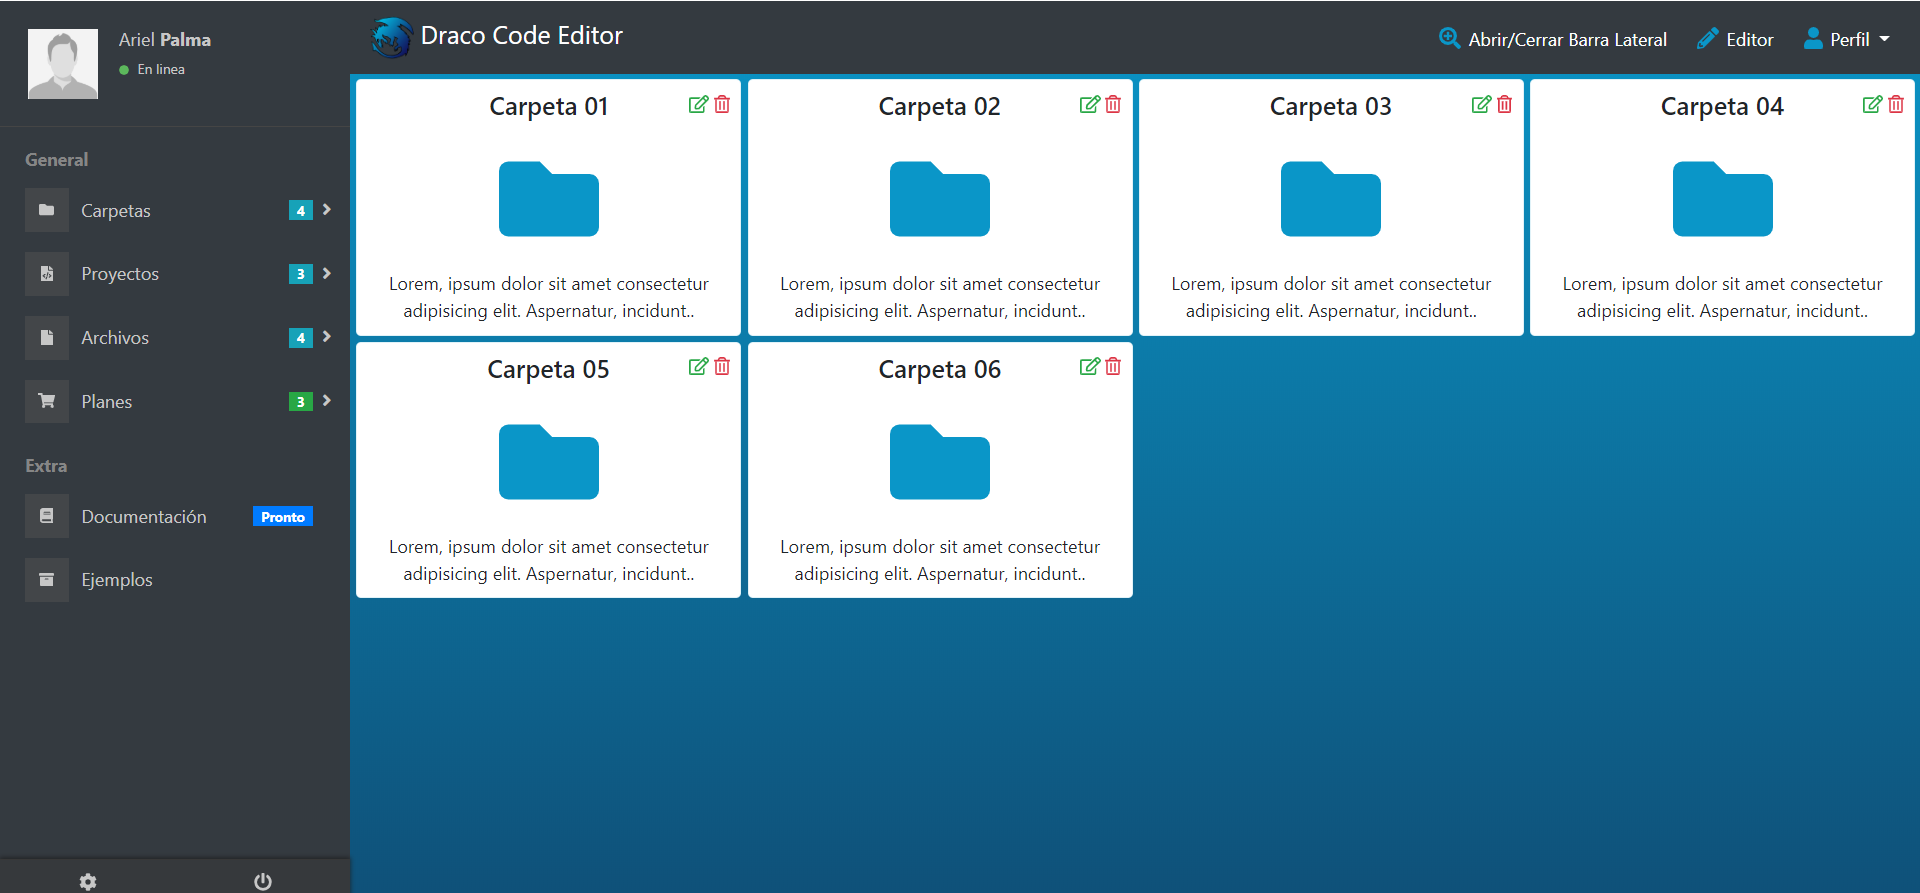 Ariel Palma
En linea
General
Carpetas 4
Proyectos 3
Archivos 4
Planes 3
Extra
Documentación Pronto
Ejemplos
Draco Code Editor
Abrir/Cerrar Barra Lateral
Editor
Perfil
Carpeta 01
Lorem, ipsum dolor sit amet consectetur
adipisicing elit. Aspernatur, incidunt..
Carpeta 02
Lorem, ipsum dolor sit amet consectetur
adipisicing elit. Aspernatur, incidunt..
Carpeta 03
Lorem, ipsum dolor sit amet consectetur
adipisicing elit. Aspernatur, incidunt..
Carpeta 04
Lorem, ipsum dolor sit amet consectetur
adipisicing elit. Aspernatur, incidunt..
Carpeta 05
Lorem, ipsum dolor sit amet consectetur
adipisicing elit. Aspernatur, incidunt..
Carpeta 06
Lorem, ipsum dolor sit amet consectetur
adipisicing elit. Aspernatur, incidunt..